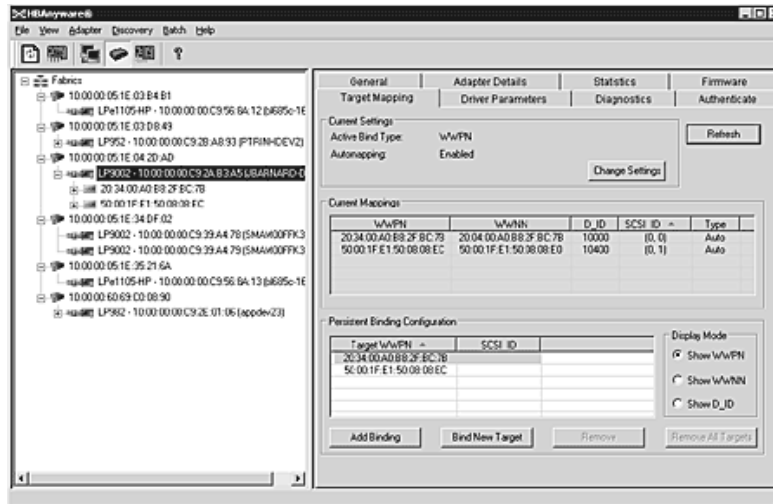 HBAnyware®
File View Adapter Discovery Batch Help
Fabrics
10:00:00:05:1E:03:B4:B1
LPe1105-HP - 10:00:00:00:C9:56:8A:12 (bl685c-1E
10:00:00:05:1E:03:D8:49
LP952 - 10:00:00:00:C9:28:A8:93 (PTRINHDEV2)
10:00:00:05:1E:04:2D:AD
LP9002 - 10:00:00:00:C9:2A:B3:A5 (JBARNARD-D
20:34:00:A0:B8:2F:BC:7B
50:00:1F:E1:50:08:08:EC
10:00:00:05:1E:34:DF:02
LP9002 - 10:00:00:00:C9:39:A4:78 (SMAW00FFK3
LP9002 - 10:00:00:00:C9:39:A4:79 (SMAW00FFK3
10:00:00:05:1E:35:21:6A
LPe1105-HP - 10:00:00:00:C9:56:8A:13 (bl685c-1E
10:00:00:60:69:C0:08:90
LP982 - 10:00:00:00:C9:2E:01:06 (appdev23)
General Adapter Details Statistics Firmware
Target Mapping Driver Parameters Diagnostics Authenticate
Current Settings
Active Bind Type: WWPN
Automapping: Enabled
Refresh
Change Settings
Current Mappings
WWPN WWNN D_ID SCSI ID Type
20:34:00:A0:B8:2F:BC:7B 20:04:00:A0:B8:2F:BC:7B 10000 (0, 0) Auto
50:00:1F:E1:50:08:08:EC 50:00:1F:E1:50:08:08:E0 10400 (0, 1) Auto
Persistent Binding Configuration
Target WWPN SCSI ID
20:34:00:A0:B8:2F:BC:7B
50:00:1F:E1:50:08:08:EC
Display Mode
Show WWPN
Show WWNN
Show D_ID
Add Binding Bind New Target Remove Remove All Targets